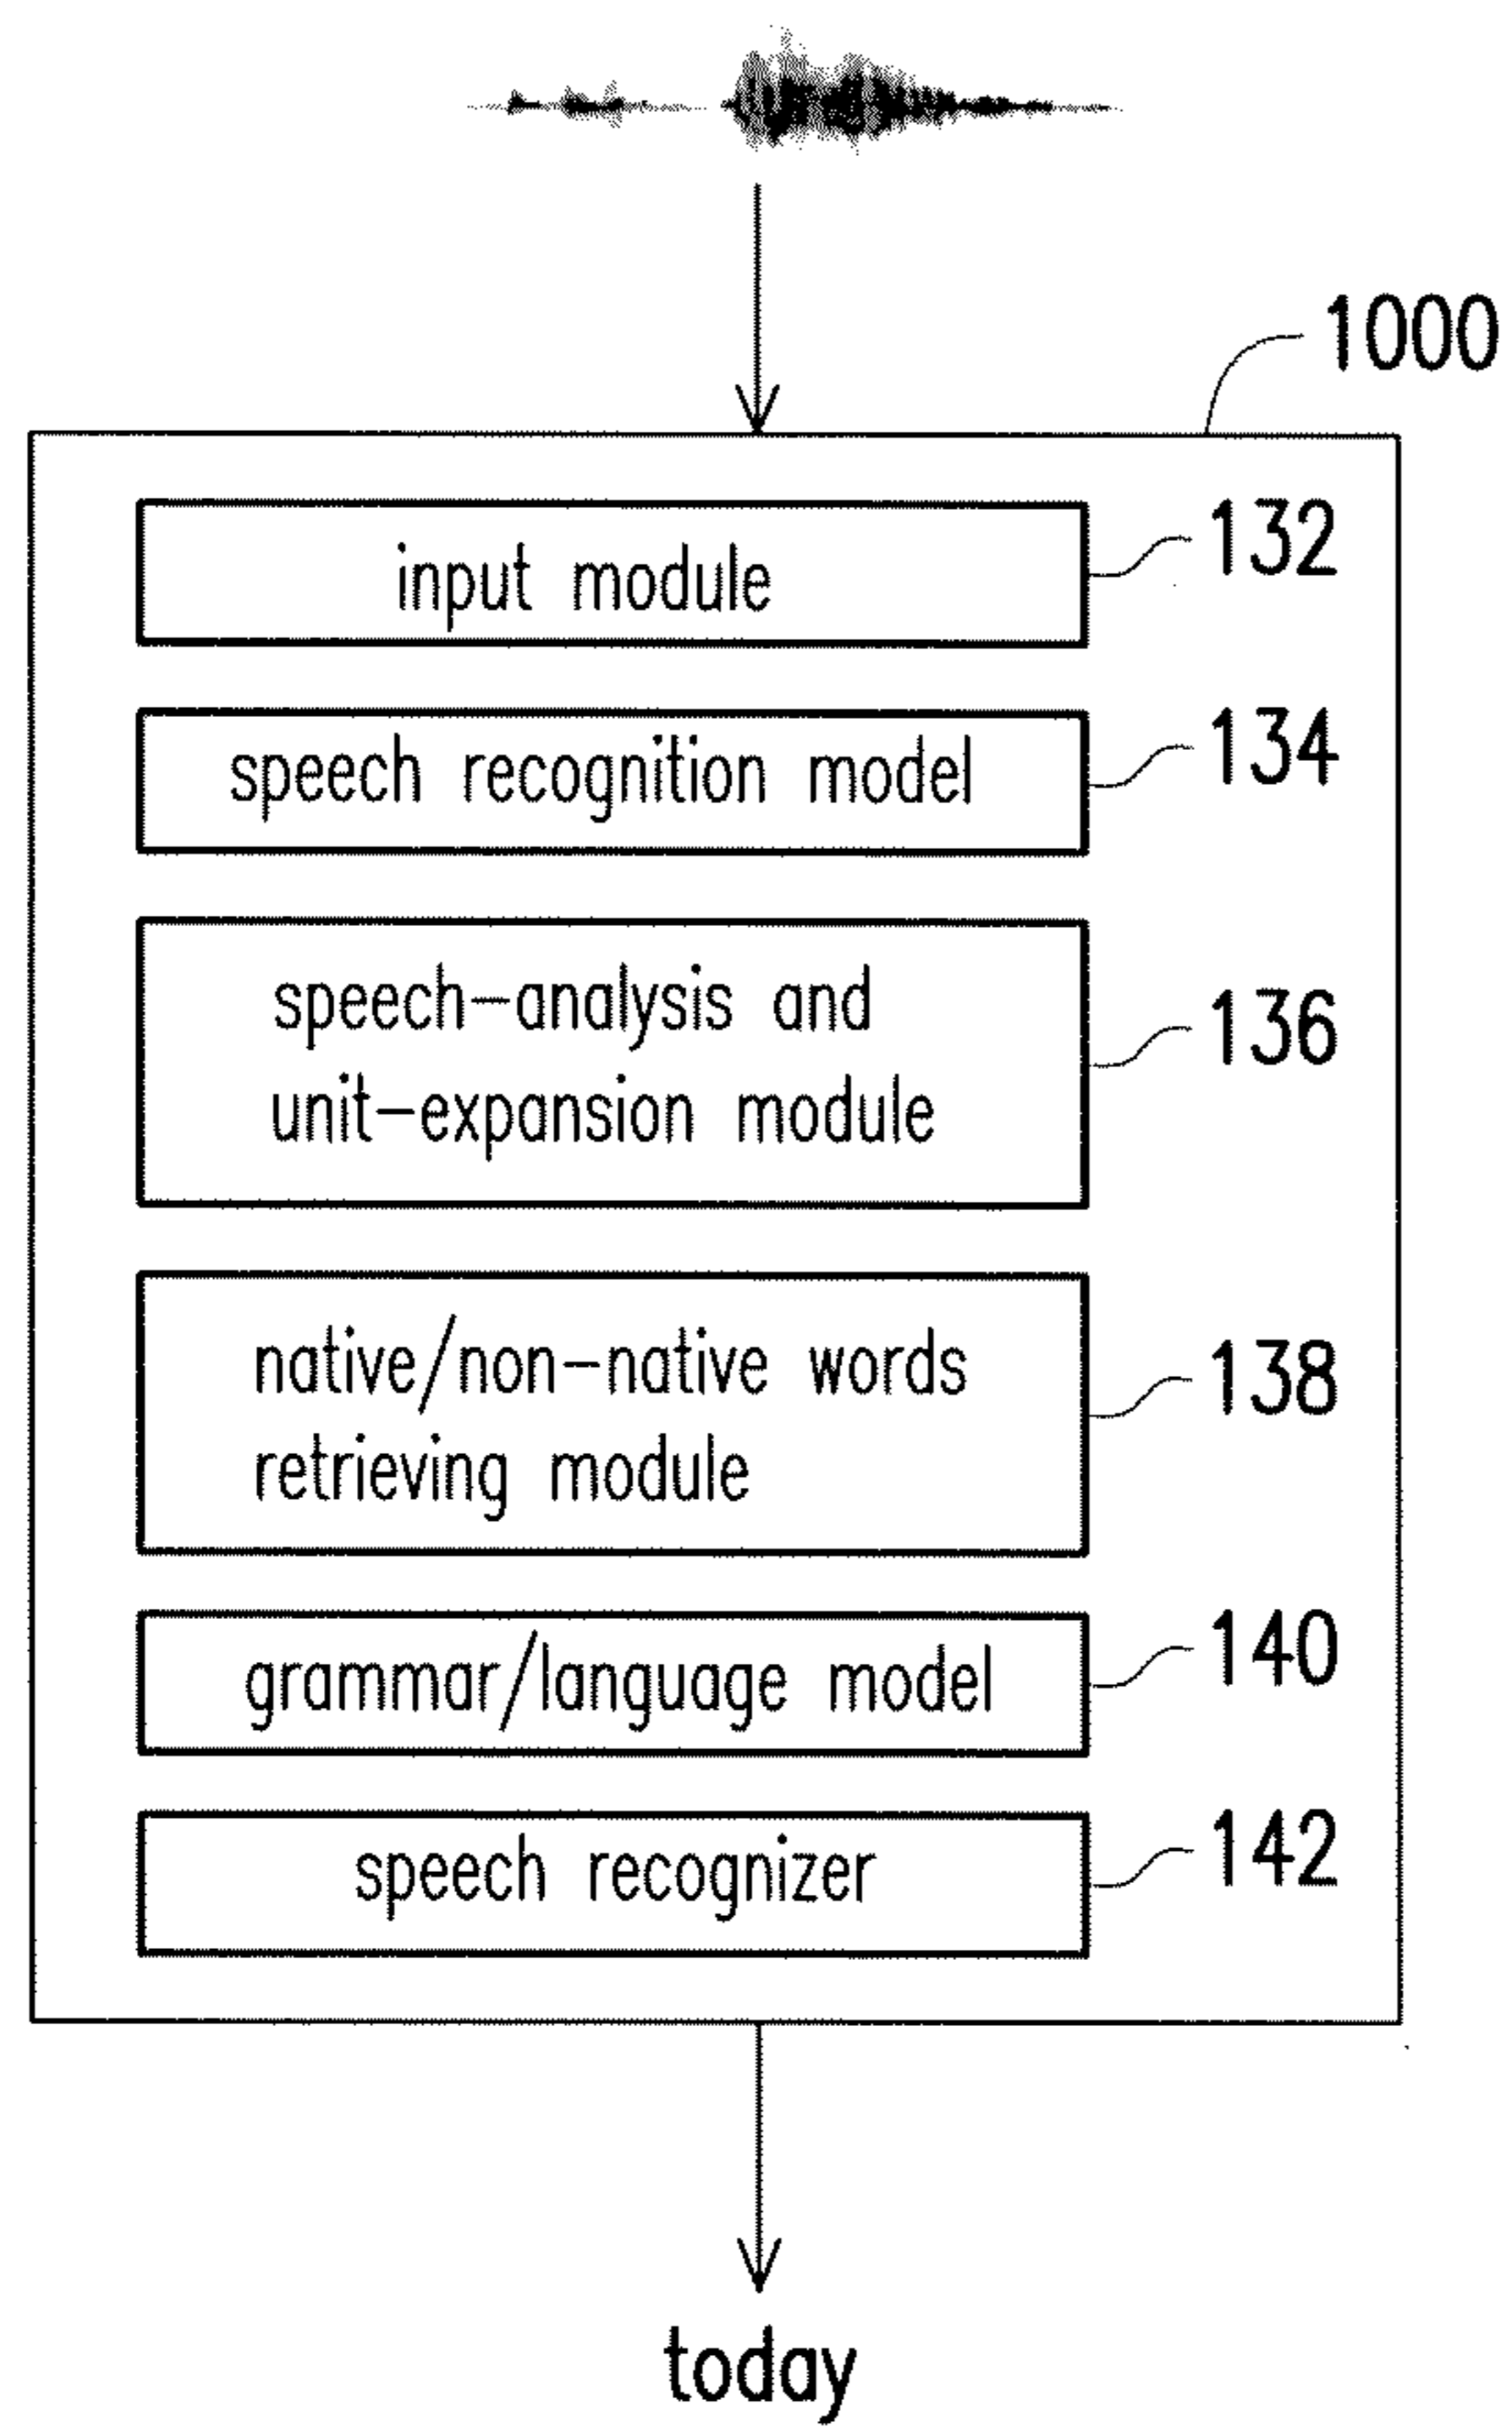 1000
input module 132
speech recognition model 134
speech-analysis and
unit-expansion module
136
native/non-native words
retrieving module
138
grammar/language model 140
speech recognizer 142
today